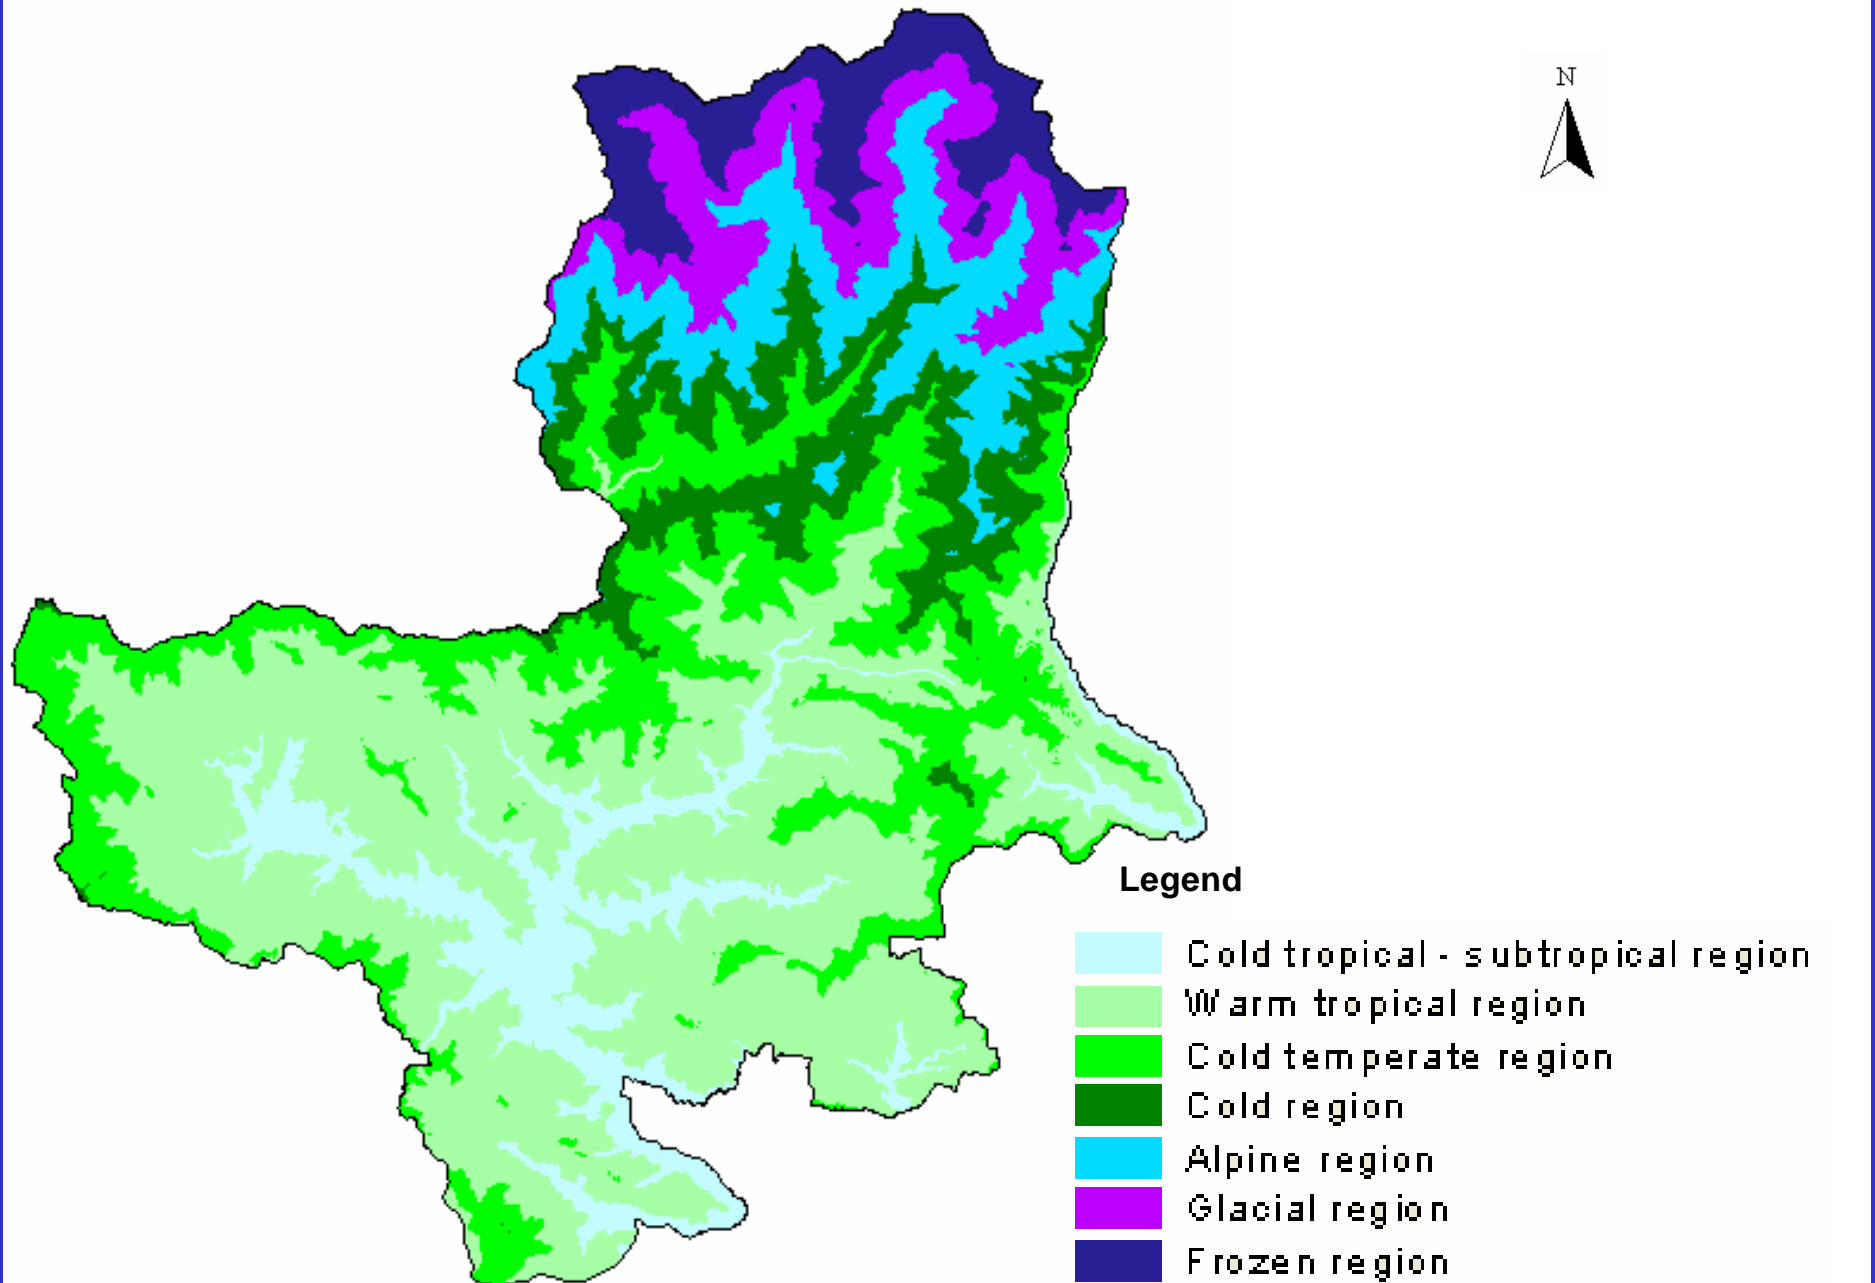 N
Legend
Cold tropical - subtropical region
Warm tropical region
Cold temperate region
Cold region
Alpine region
Glacial region
Frozen region